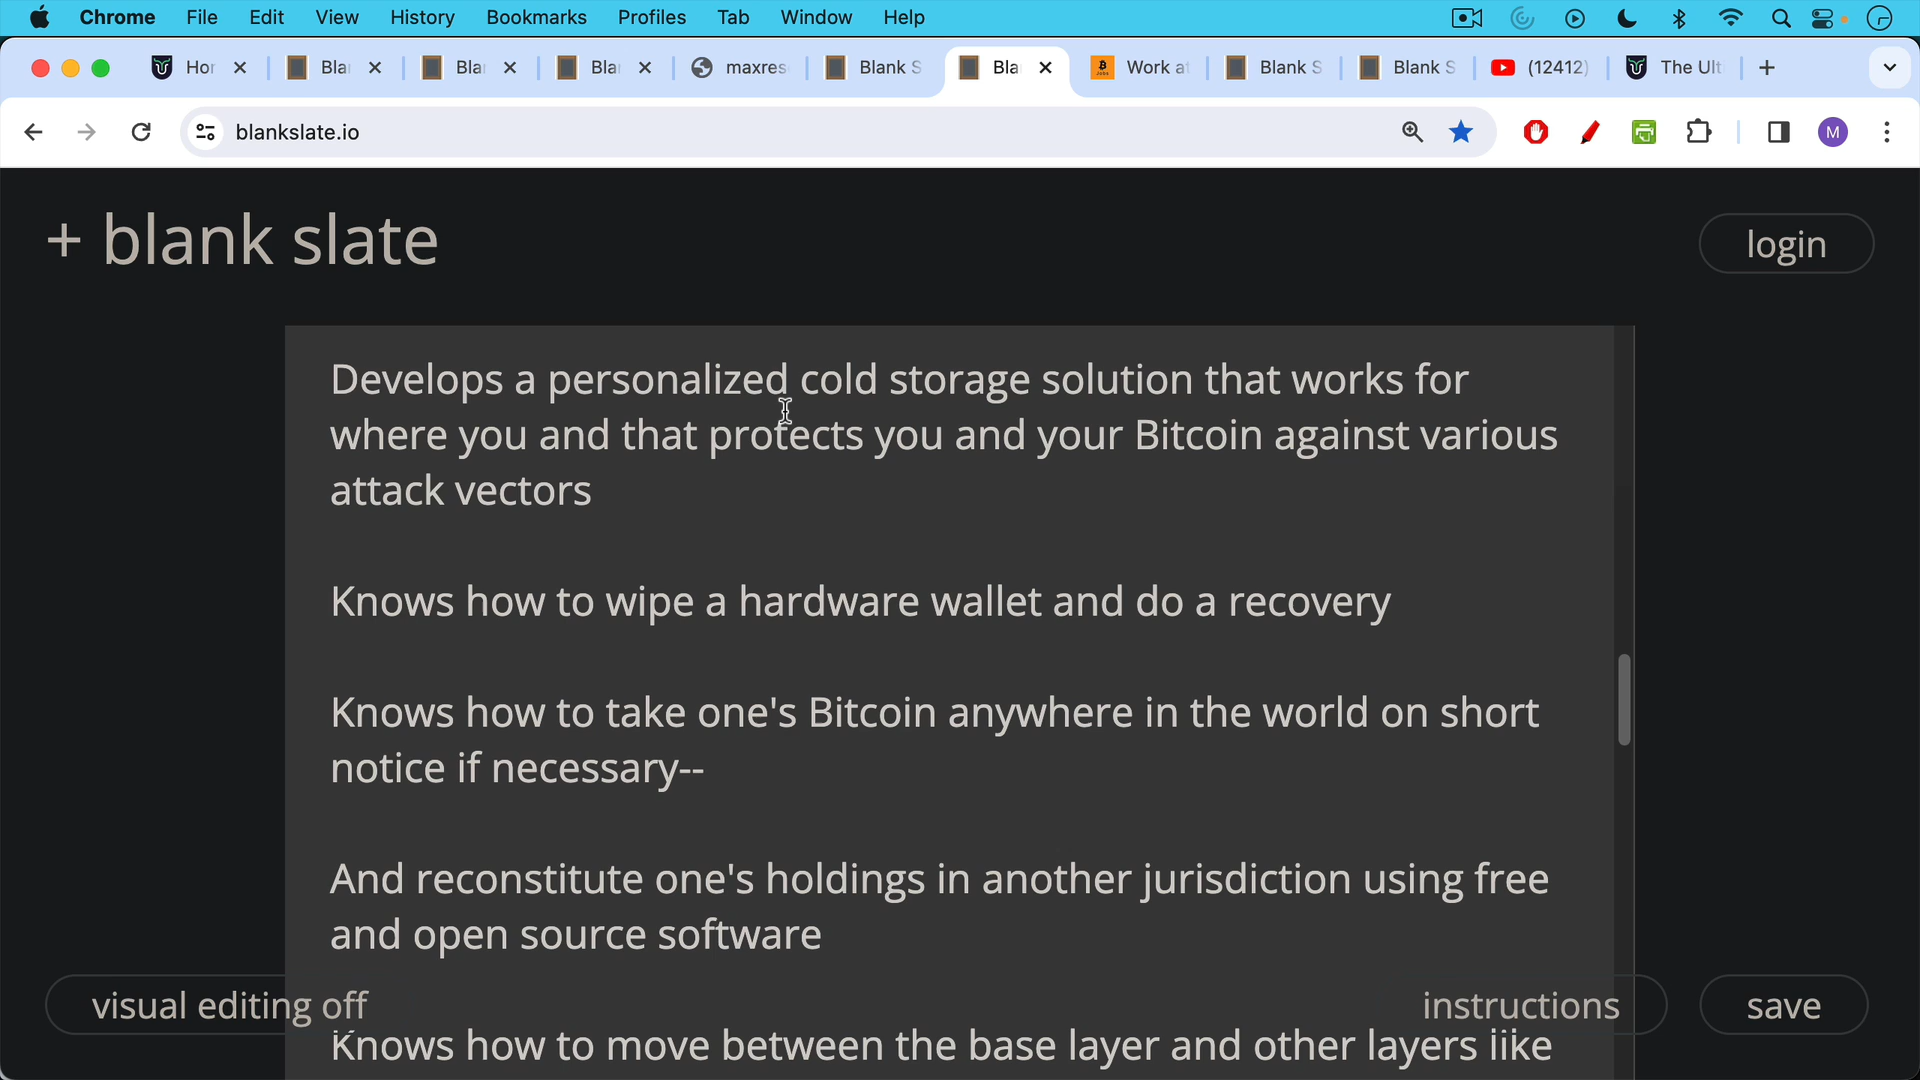 Chrome File Edit View History Bookmarks Profiles Tab Window Help
Hor Bla Bla Bla maxres Blank S Bla Work at Blank S Blank S (12412) The Ult
blankslate.io
M
+ blank slate
login
Develops a personalized cold storage solution that works for
where you and that protects you and your Bitcoin against various
attack vectors
Knows how to wipe a hardware wallet and do a recovery
Knows how to take one's Bitcoin anywhere in the world on short
notice if necessary--
And reconstitute one's holdings in another jurisdiction using free
and open source software
visual editing off
instructions
save
Knows how to move between the base layer and other layers like